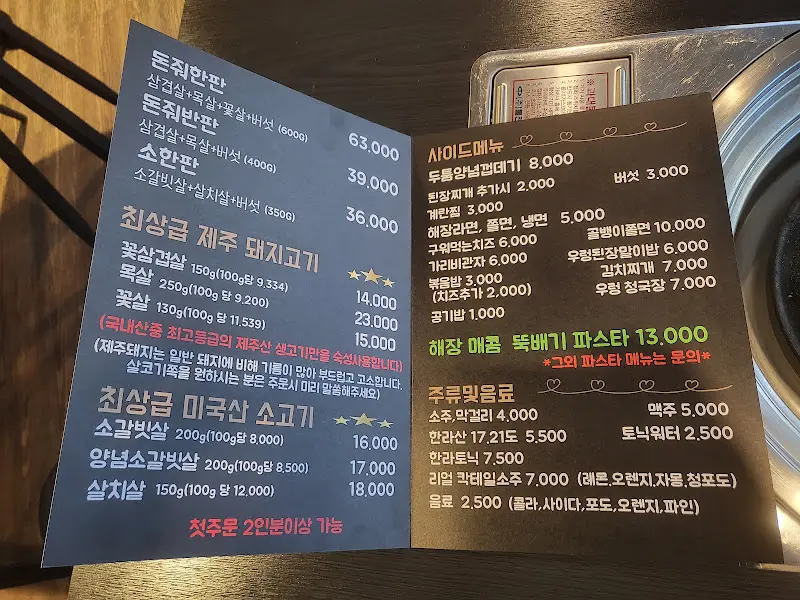 돈줘한판
삼겹살+목살+꽃살+버섯 (600G) 63,000
돈줘반판
삼겹살+목살+버섯 (400G) 39,000
소한판
소갈빗살+살치살+버섯 (350G) 36,000
최상급 제주 돼지고기
꽃삼겹살 150g(100g당 9,334) 14,000
목살 250g(100g 당 9,200) 23,000
꽃살 130g(100g 당 11,539) 15,000
(국내산중 최고등급의 제주산 생고기만을 숙성사용합니다)
(제주돼지는 일반 돼지에 비해 기름이 많아 부드럽고 고소합니다.
살코기쪽을 원하시는 분은 주문시 미리 말씀해주세요)
최상급 미국산 소고기
소갈빗살 200g(100g당 8,000) 16,000
양념소갈빗살 200g(100g당 8,500) 17,000
살치살 150g(100g 당 12,000) 18,000
첫주문 2인분이상 가능
사이드메뉴
두툼양념껍데기 8,000
된장찌개 추가시 2,000 버섯 3,000
계란찜 3,000
해장라면, 쫄면, 냉면 5,000
구워먹는치즈 6,000 골뱅이쫄면 10,000
가리비관자 6,000 우렁된장말이밥 6,000
볶음밥 3,000 김치찌개 7,000
(치즈추가 2,000) 우렁 청국장 7,000
공기밥 1,000
해장 매콤 뚝배기 파스타 13,000
*그외 파스타 메뉴는 문의*
주류및음료
소주,막걸리 4,000 맥주 5,000
한라산 17,21도 5,500 토닉워터 2,500
한라토닉 7,500
리얼 칵테일소주 7,000 (래몬,오렌지,자몽,청포도)
음료 2,500 (콜라,사이다,포도,오렌지,파인)